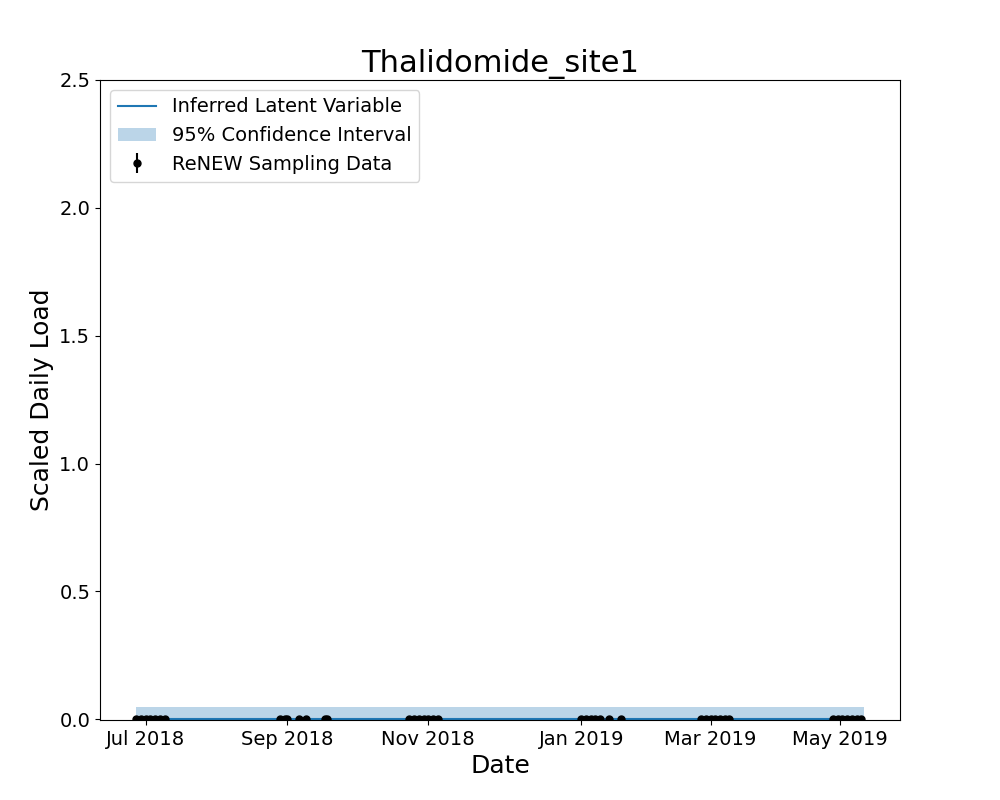 Thalidomide_site1
2.5
Inferred Latent Variable
95% Confidence Interval
ReNEW Sampling Data
2.0
1.5
1.0
0.5
0.0
Scaled Daily Load
Jul 2018
Sep 2018
Nov 2018
Jan 2019
Mar 2019
May 2019
Date